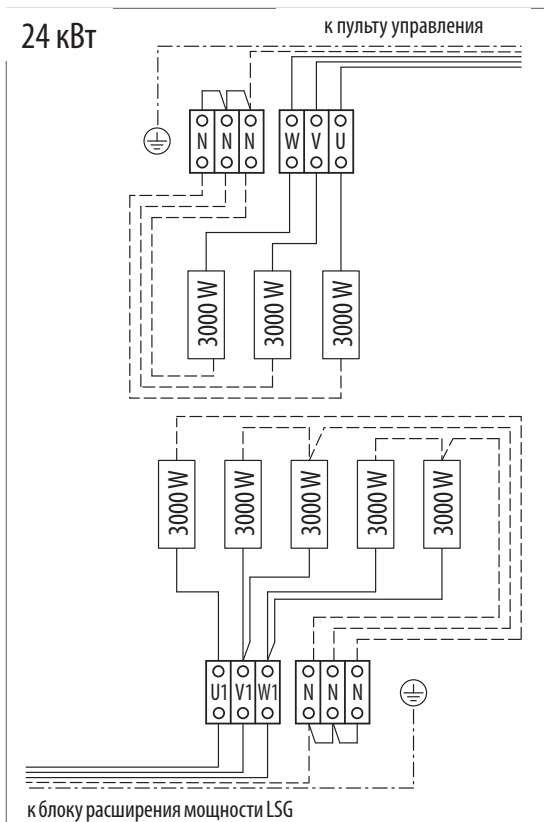 24 кВт
к пульту управления
N N N W V U
3000 W 3000 W 3000 W
3000 W 3000 W 3000 W 3000 W 3000 W
U1 V1 W1 N N N
к блоку расширения мощности LSG